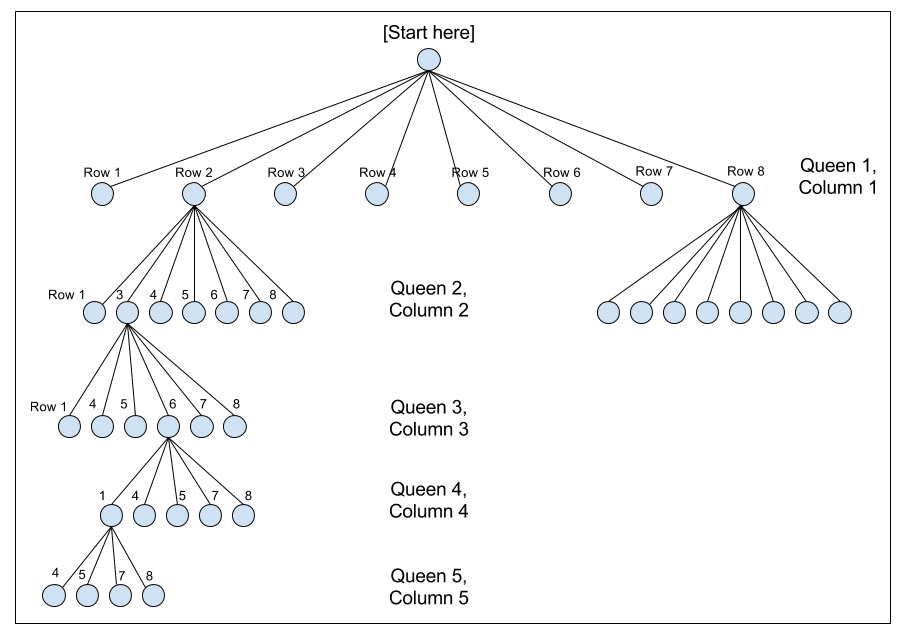 [Start here]
Row 1 Row 2 Row 3 Row 4 Row 5 Row 6 Row 7 Row 8
Queen 1,
Column 1
Row 1 3 4 5 6 7 8
Queen 2,
Column 2
Row 1 4 5 6 7 8
Queen 3,
Column 3
1 4 5 7 8
Queen 4,
Column 4
4 5 7 8
Queen 5,
Column 5